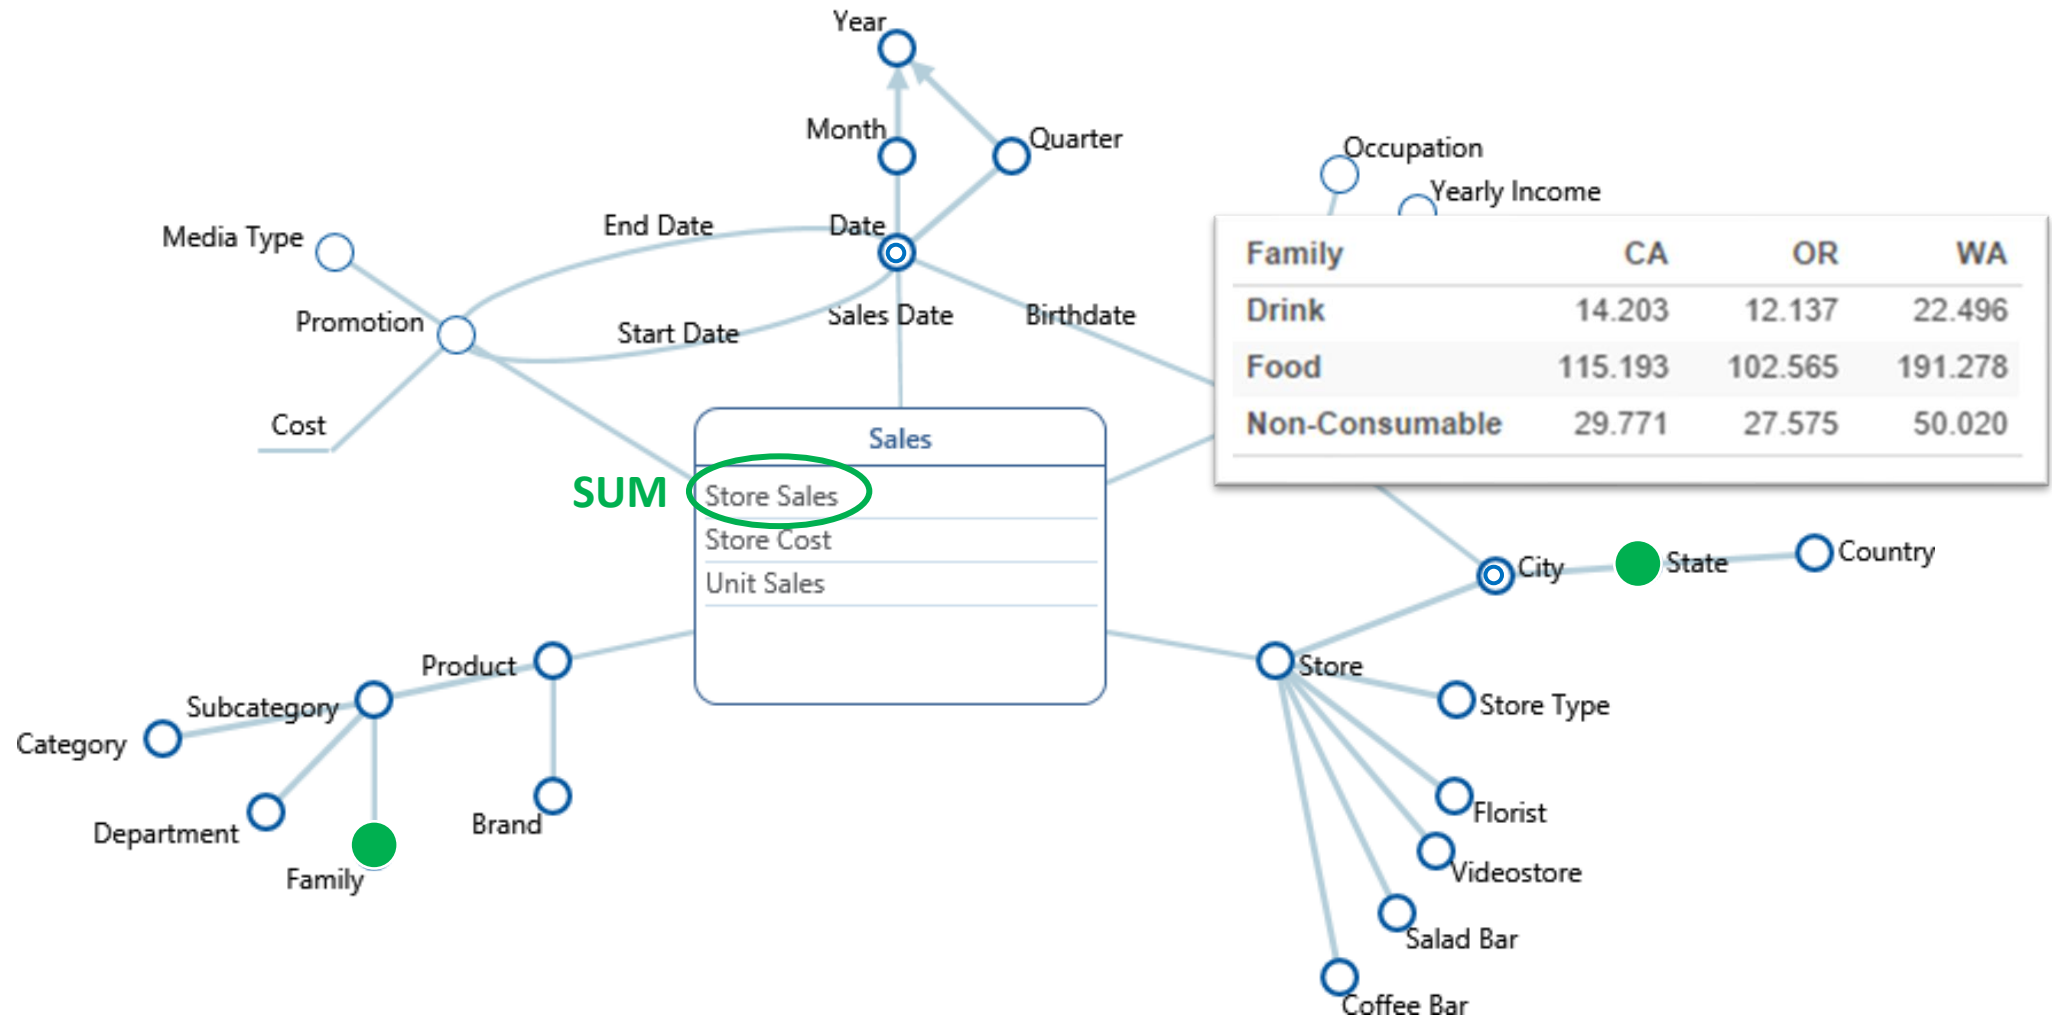 Year
Month
Quarter
Occupation
Yearly Income
Media Type
End Date
Date
Promotion
Start Date
Sales Date
Birthdate
Family CA OR WA
Drink 14.203 12.137 22.496
Food 115.193 102.565 191.278
Non-Consumable 29.771 27.575 50.020
Cost
Sales
SUM
Store Sales
Store Cost
Unit Sales
City
State
Country
Product
Store
Subcategory
Store Type
Category
Department
Brand
Family
Florist
Videostore
Salad Bar
Coffee Bar